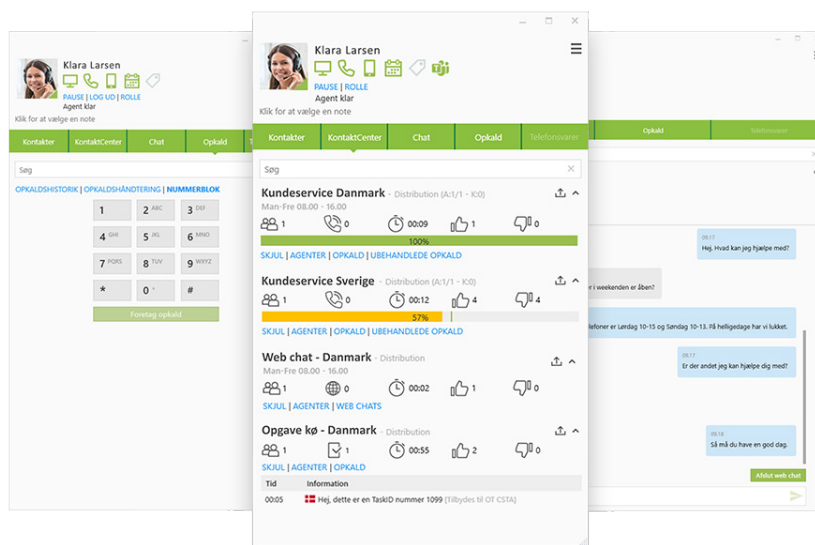 Klara Larsen
PAUSE | LOG UD | ROLLE
Agent klar
Klik for at vælge en note
Kontakter KontaktCenter Chat Opkald
Søg
OPKALDSHISTORIK | OPKALDSHÅNDTERING | NUMMERBLOK
1 2 ABC 3 DEF
4 GHI 5 JKL 6 MNO
7 PQRS 8 TUV 9 WXYZ
* 0 + #
Foretag opkald
Klara Larsen
PAUSE | ROLLE
Agent klar
Klik for at vælge en note
Kontakter KontaktCenter Chat Opkald Telefonsvarer
Søg
Kundeservice Danmark - Distribution (A:1/1 - K:0)
Man-Fre 08.00 - 16.00
1 0 00:09 1 0
100%
SKJUL | AGENTER | OPKALD | UBEHANDLEDE OPKALD
Kundeservice Sverige - Distribution (A:1/1 - K:0)
1 0 00:12 4 4
57%
SKJUL | AGENTER | OPKALD | UBEHANDLEDE OPKALD
Web chat - Danmark - Distribution
Man-Fre 08.00 - 16.00
1 0 00:02 1 0
SKJUL | AGENTER | WEB CHATS
Opgave kø - Danmark - Distribution
1 1 00:55 2 0
SKJUL | AGENTER | OPKALD
Tid Information
00:05 Hej, dette er en TaskID nummer 1099 [Tilbydes til OT CSTA]
Opkald Telefonsvarer
09.17
Hej. Hvad kan jeg hjælpe med?
r i weekenden er åben?
elefoner er Lørdag 10-15 og Søndag 10-13. På helligedage har vi lukket.
09.17
Er der andet jeg kan hjælpe dig med?
09.18
Så må du have en god dag.
Afslut web chat